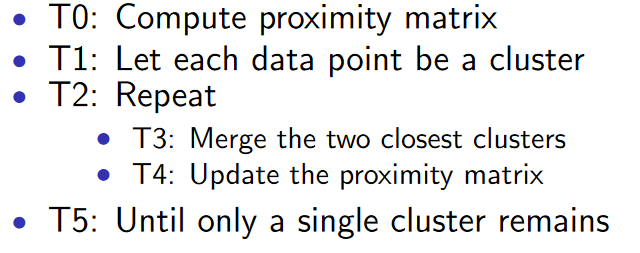 • T0: Compute proximity matrix
• T1: Let each data point be a cluster
• T2: Repeat
• T3: Merge the two closest clusters
• T4: Update the proximity matrix
• T5: Until only a single cluster remains